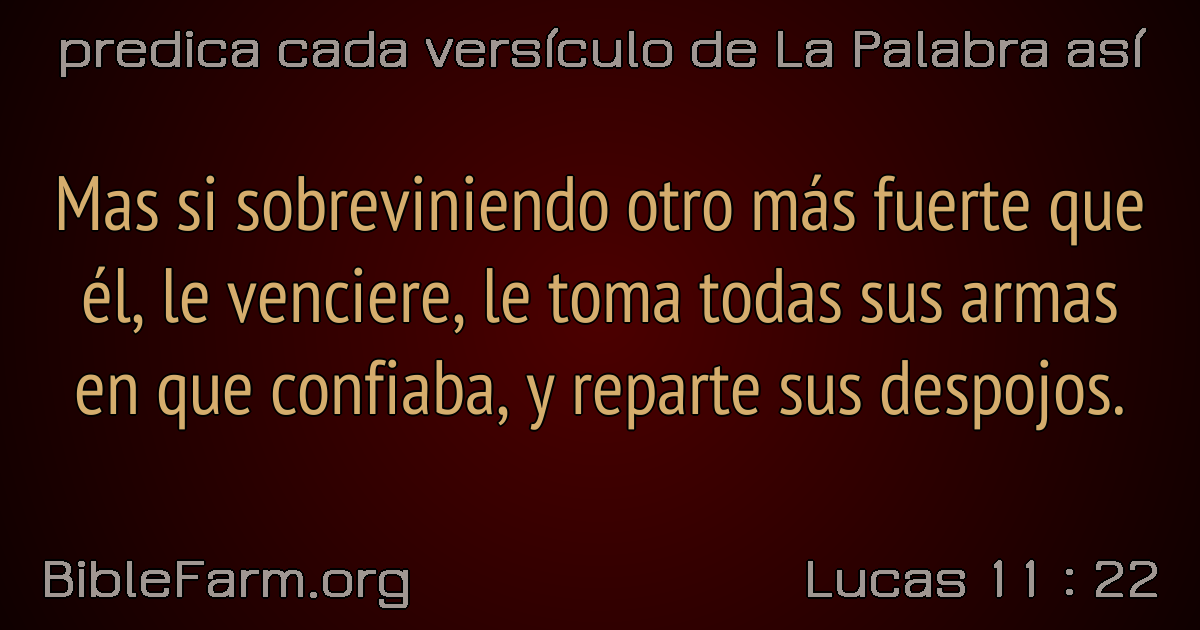 predica cada versículo de La Palabra así
Mas si sobreviniendo otro más fuerte que
él, le venciere, le toma todas sus armas
en que confiaba, y reparte sus despojos.
BibleFarm.org
Lucas 11 : 22